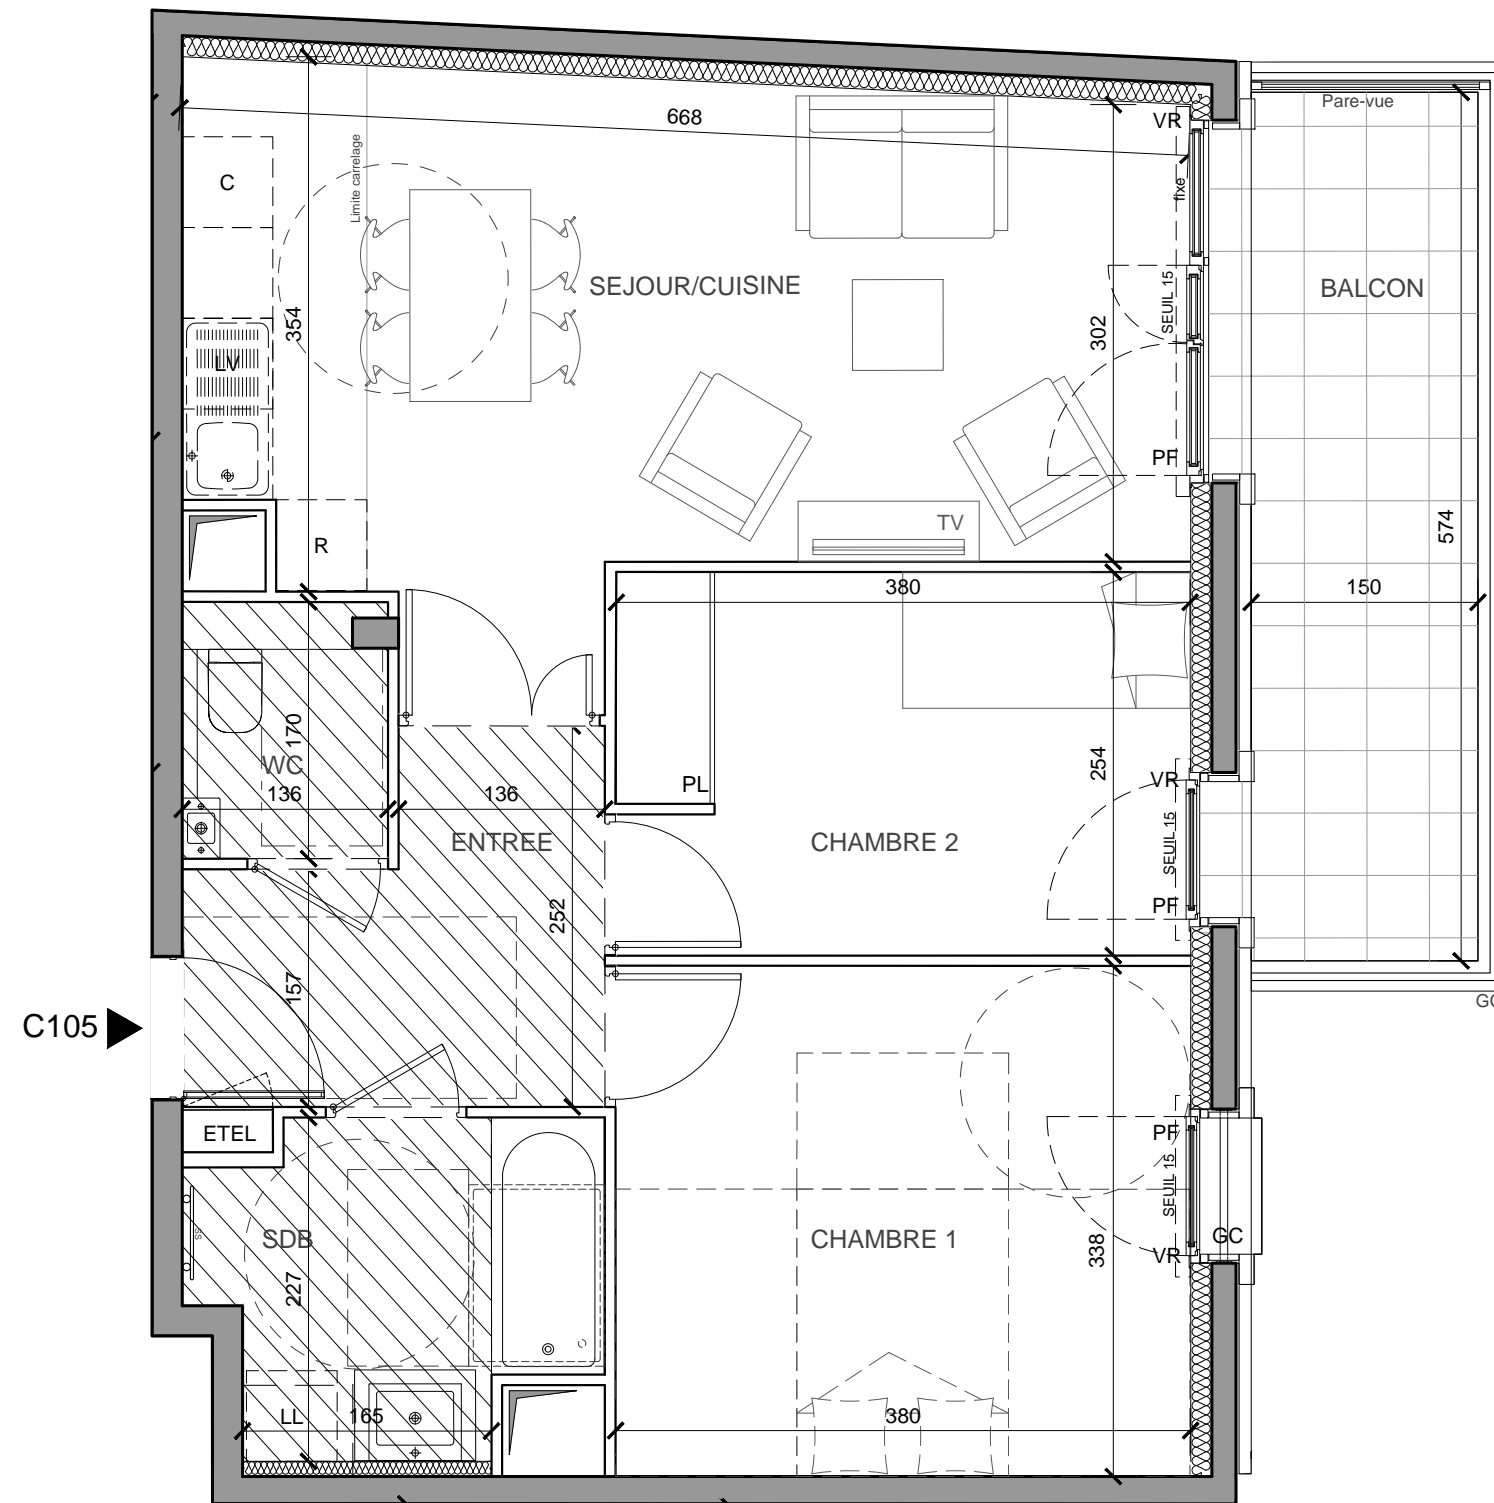 Pare-vue
668
VR
C
fixe
Limite carrelage
SEJOUR/CUISINE
BALCON
SEUIL 15
354
302
LV
PF
TV
574
R
380
150
170
WC
254
PL
VR
136
136
ENTREE
CHAMBRE 2
SEUIL 15
PF
252
157
C105
GC
ETEL
PF
SEUIL 15
SS
SDB
CHAMBRE 1
GC
338
VR
227
LL
165
380